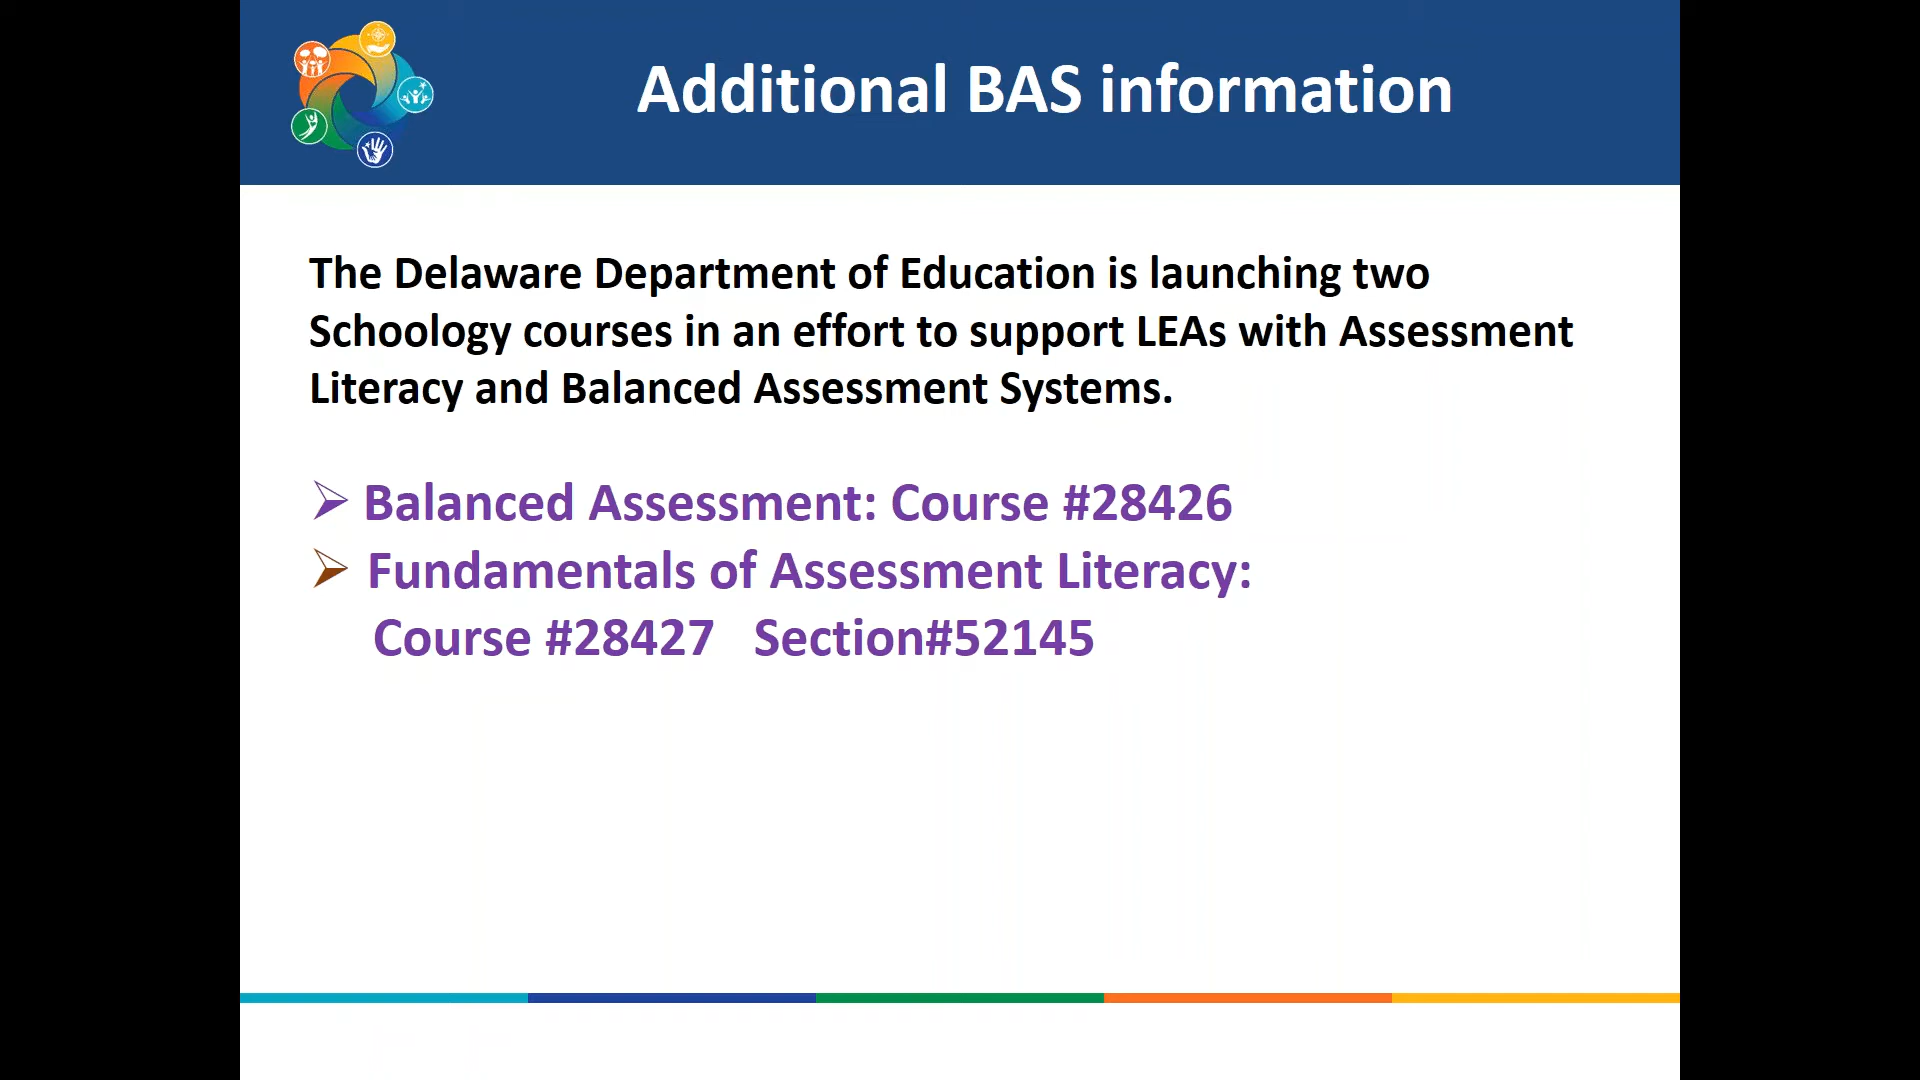 Additional BAS information
The Delaware Department of Education is launching two
Schoology courses in an effort to support LEAs with Assessment
Literacy and Balanced Assessment Systems.
Balanced Assessment: Course #28426
Fundamentals of Assessment Literacy:
Course #28427 Section#52145